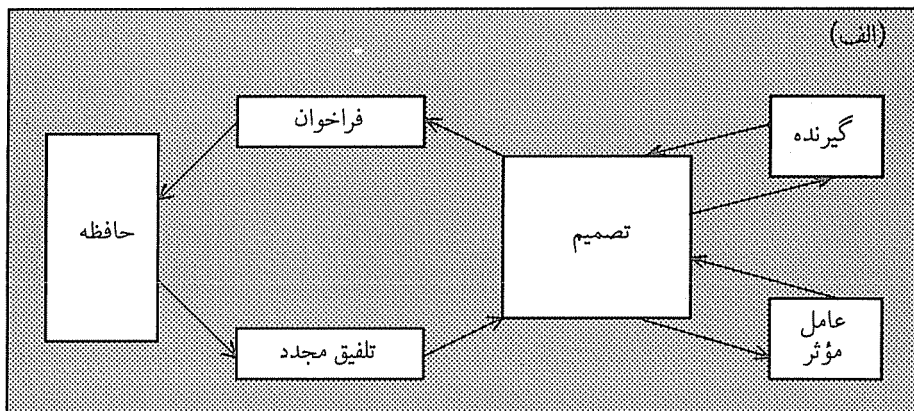 (الف)
گیرنده
فراخوان
تصمیم
حافظه
عامل
مؤثر
تلفیق مجدد